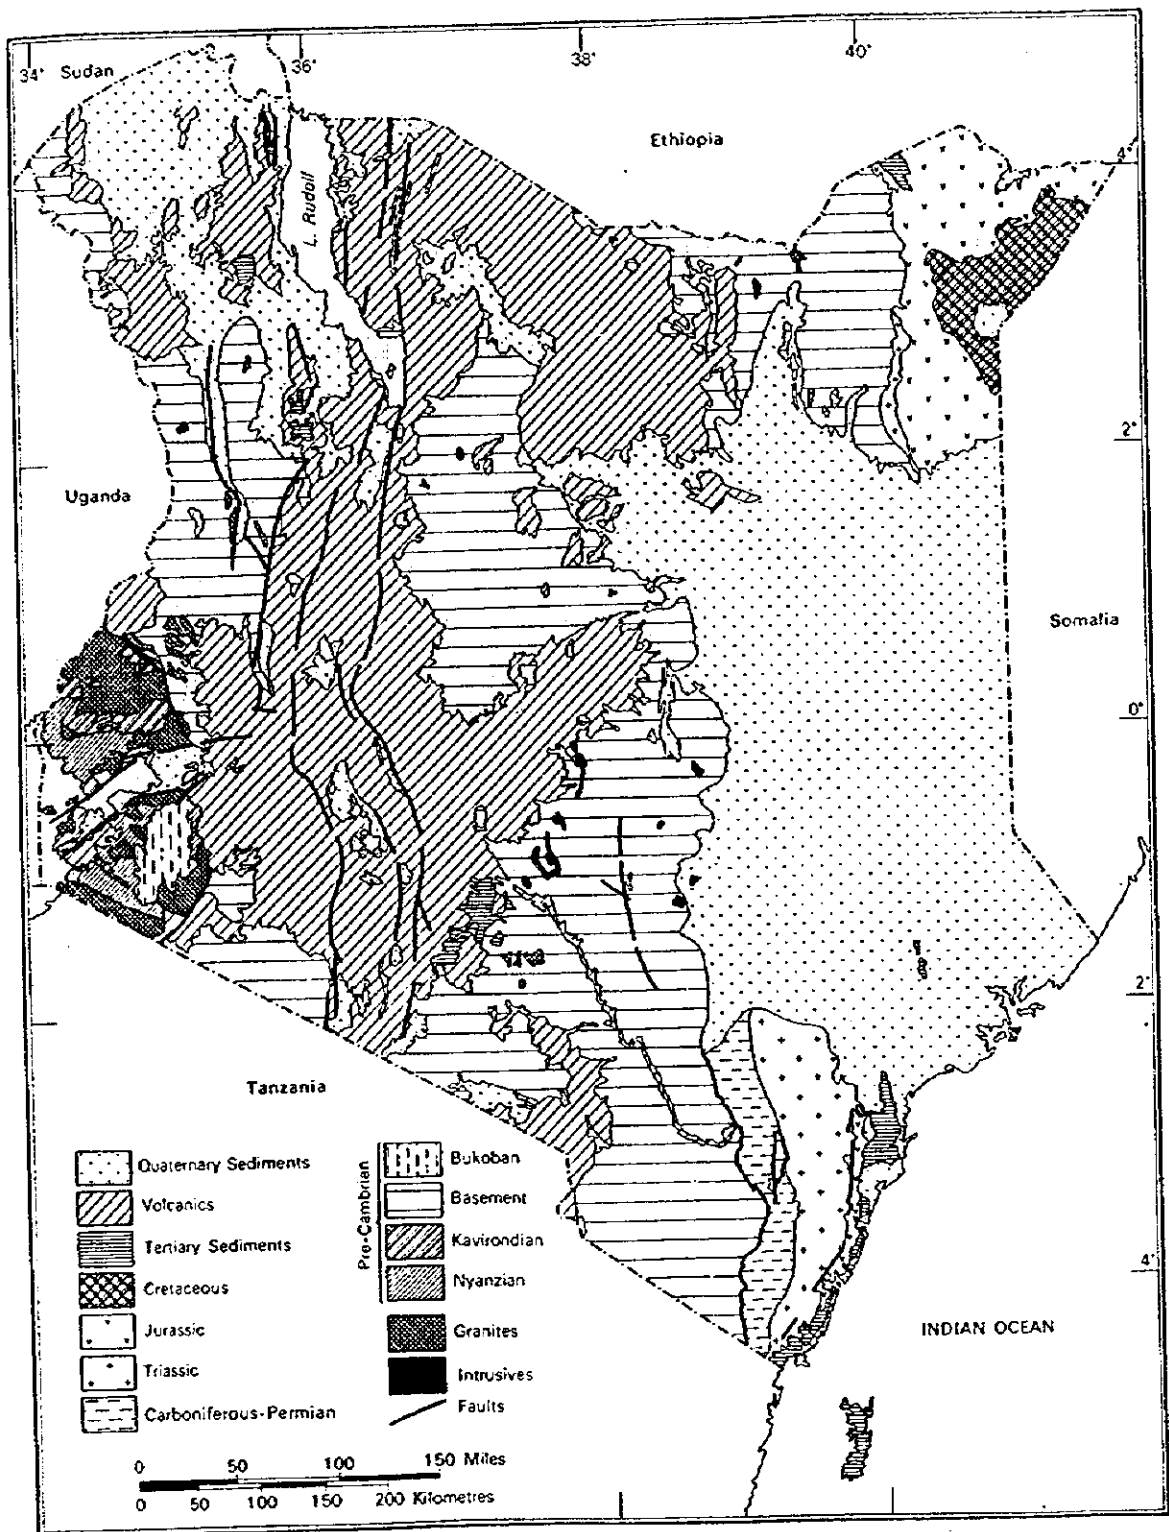 34° Sudan 36° 38° 40°
Ethiopia
4°
L. Rudolf
2°
Uganda
Somalia
0°
2°
Tanzania
Quaternary Sediments
Volcanics
Tertiary Sediments
Cretaceous
Jurassic
Triassic
Carboniferous-Permian
Pre-Cambrian
Bukoban
Basement
Kavirondian
Nyanzian
Granites
Intrusives
Faults
4°
INDIAN OCEAN
0 50 100 150 Miles
0 50 100 150 200 Kilometres